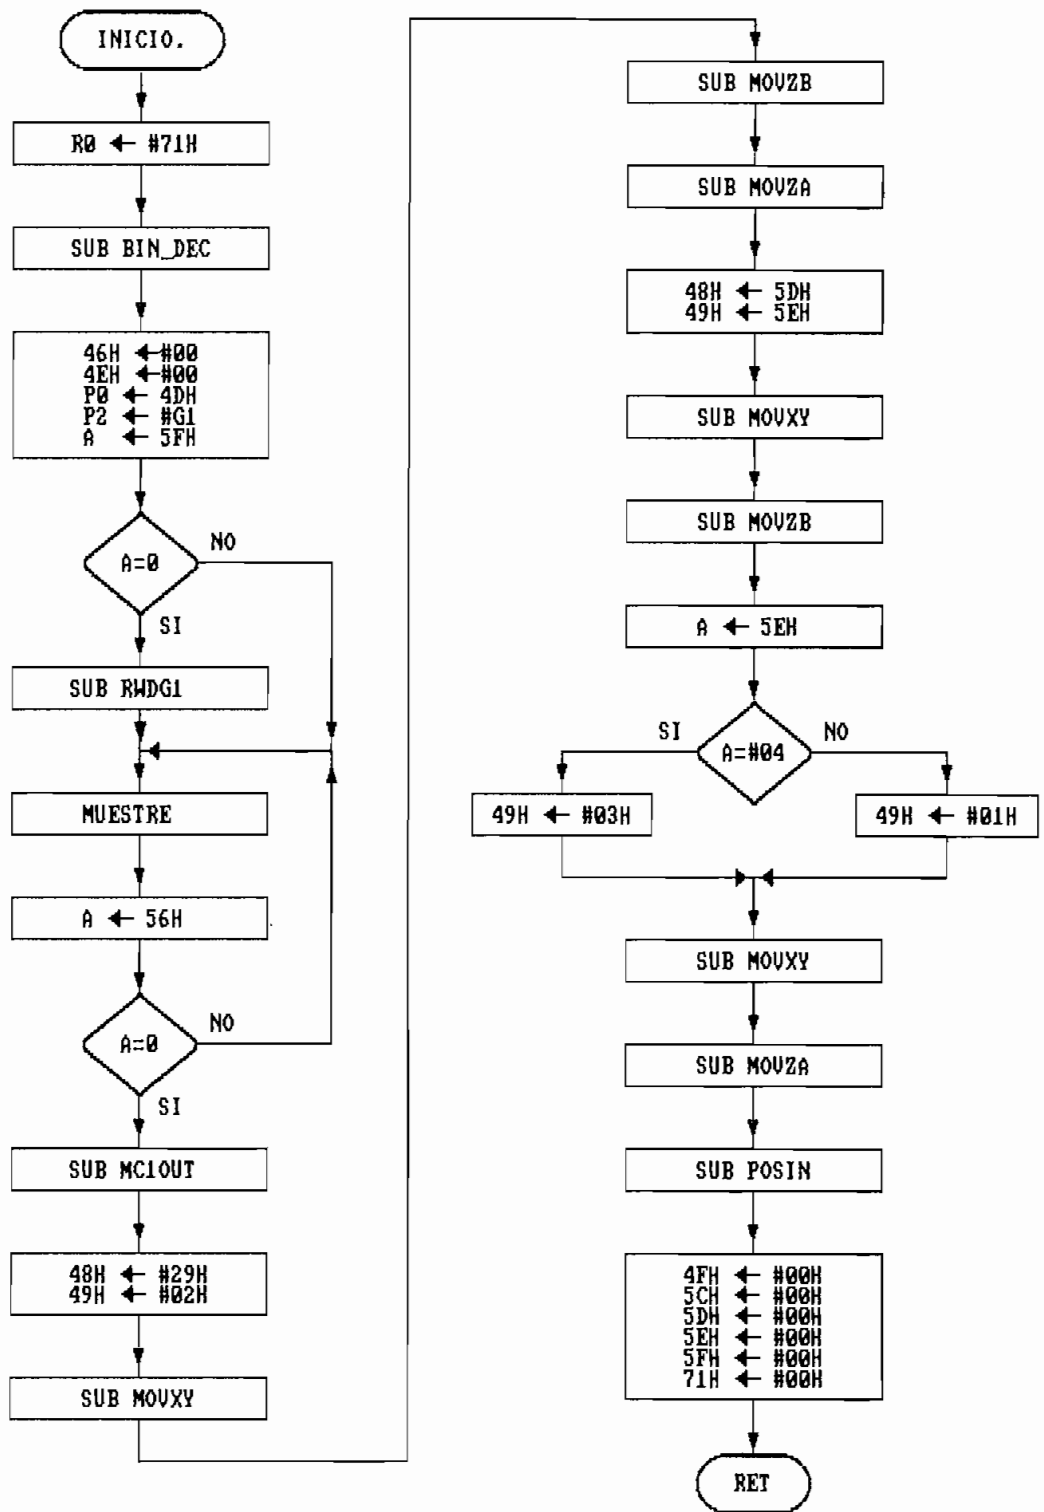 INICIO.
R0 ← #71H
SUB BIN_DEC
46H ← #00
4EH ← #00
P0 ← 4DH
P2 ← #G1
A ← 5FH
A=0
NO
SI
SUB RWDG1
MUESTRE
A ← 56H
A=0
NO
SI
SUB MC1OUT
48H ← #29H
49H ← #02H
SUB MOVXY
SUB MOVZB
SUB MOVZA
48H ← 5DH
49H ← 5EH
SUB MOVXY
SUB MOVZB
A ← 5EH
SI
A=#04
NO
49H ← #03H
49H ← #01H
SUB MOVXY
SUB MOVZA
SUB POSIN
4FH ← #00H
5CH ← #00H
5DH ← #00H
5EH ← #00H
5FH ← #00H
71H ← #00H
RET